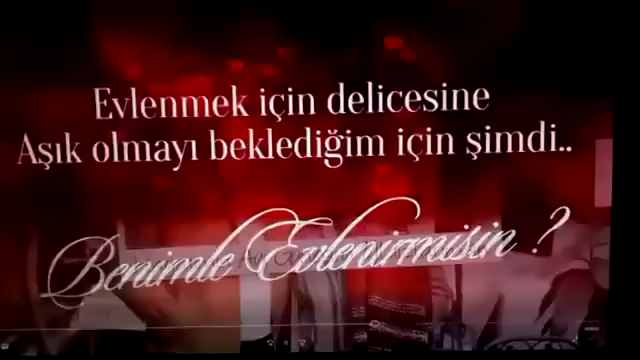 Evlenmek için delicesine
Aşık olmayı beklediğim için şimdi..
Benimle Evlenirmisin ?